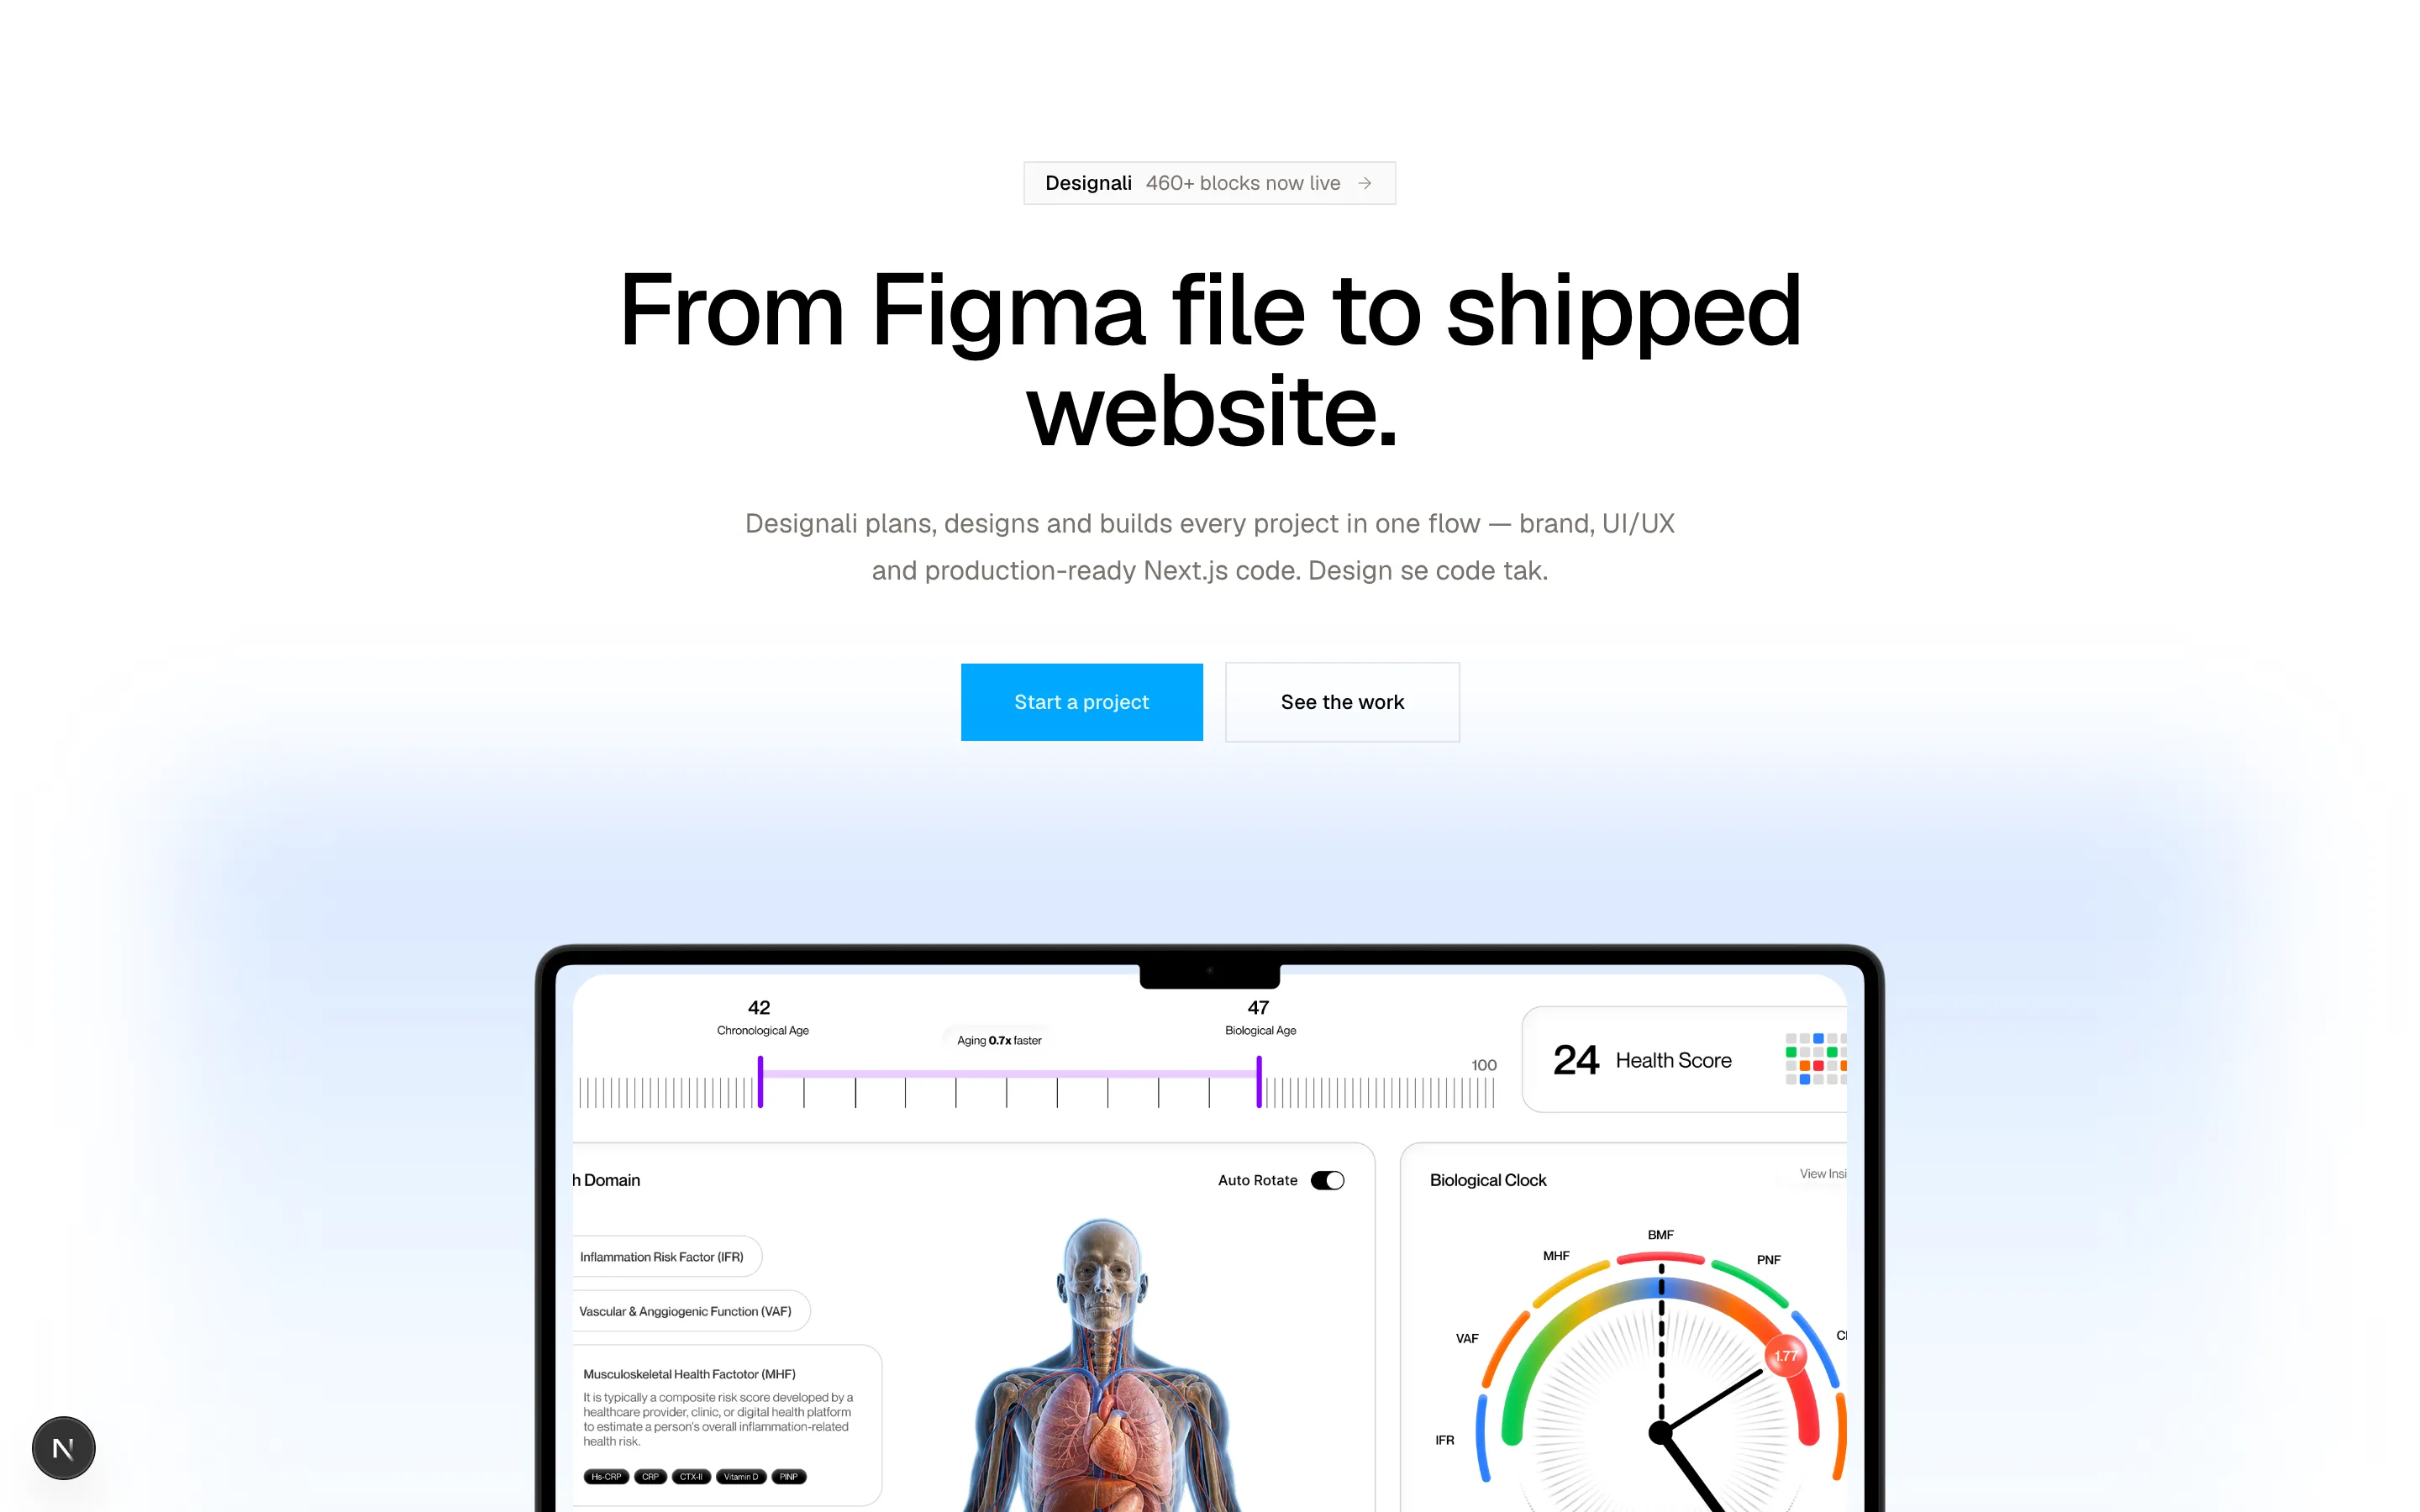 Designali 460+ blocks now live →
From Figma file to shipped
website.
Designali plans, designs and builds every project in one flow — brand, UI/UX
and production-ready Next.js code. Design se code tak.
Start a project
See the work
42
Chronological Age
Aging 0.7x faster
47
Biological Age
100
24 Health Score
h Domain
Auto Rotate
Inflammation Risk Factor (IFR)
Vascular & Anggiogenic Function (VAF)
Musculoskeletal Health Factotor (MHF)
It is typically a composite risk score developed by a
healthcare provider, clinic, or digital health platform
to estimate a person's overall inflammation-related
health risk.
Hs-CRP CRP CTX-II Vitamin D PINP
Biological Clock
View Insi
BMF
MHF
PNF
VAF
C
1.77
IFR
N